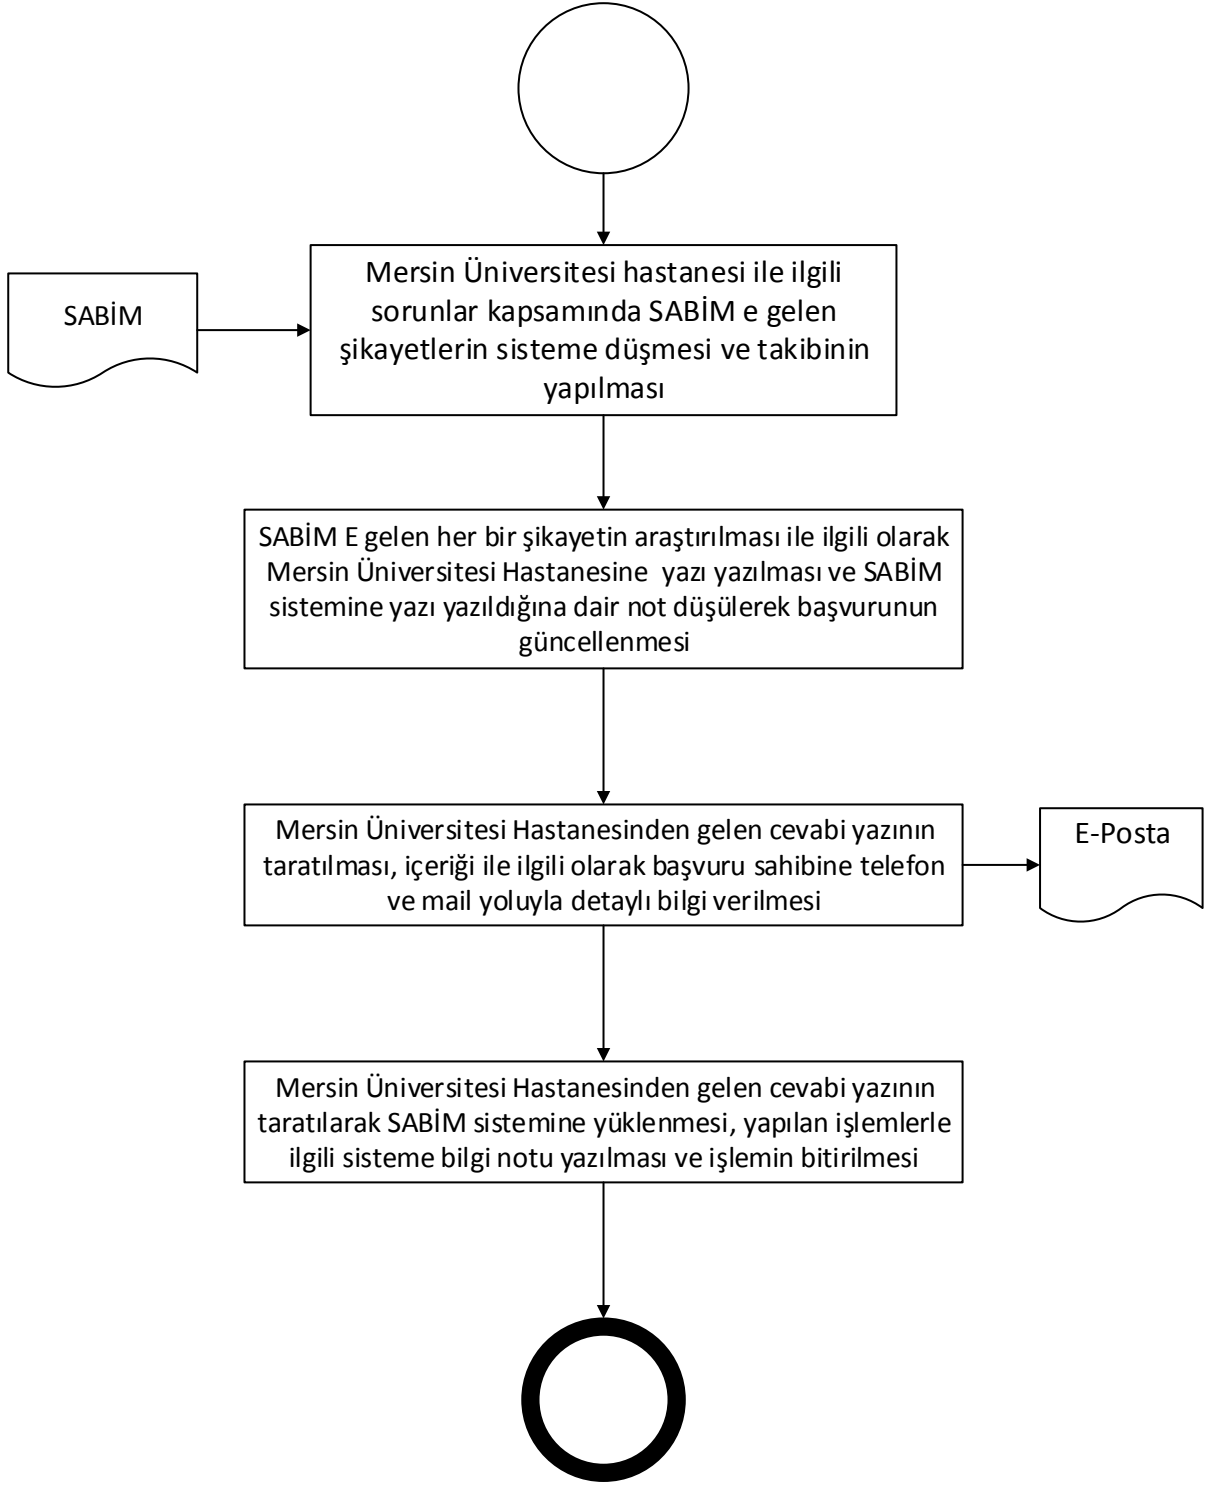 SABİM
Mersin Üniversitesi hastanesi ile ilgili
sorunlar kapsamında SABİM e gelen
şikayetlerin sisteme düşmesi ve takibinin
yapılması
SABİM E gelen her bir şikayetin araştırılması ile ilgili olarak
Mersin Üniversitesi Hastanesine  yazı yazılması ve SABİM
sistemine yazı yazıldığına dair not düşülerek başvurunun
güncellenmesi
Mersin Üniversitesi Hastanesinden gelen cevabi yazının
taratılması, içeriği ile ilgili olarak başvuru sahibine telefon
ve mail yoluyla detaylı bilgi verilmesi
E-Posta
Mersin Üniversitesi Hastanesinden gelen cevabi yazının
taratılarak SABİM sistemine yüklenmesi, yapılan işlemlerle
ilgili sisteme bilgi notu yazılması ve işlemin bitirilmesi